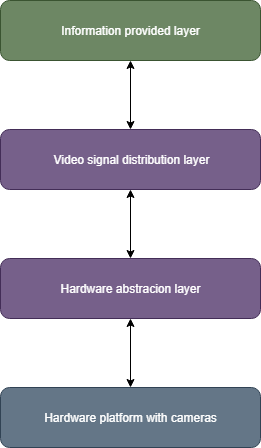 Information provided layer
Video signal distribution layer
Hardware abstracion layer
Hardware platform with cameras